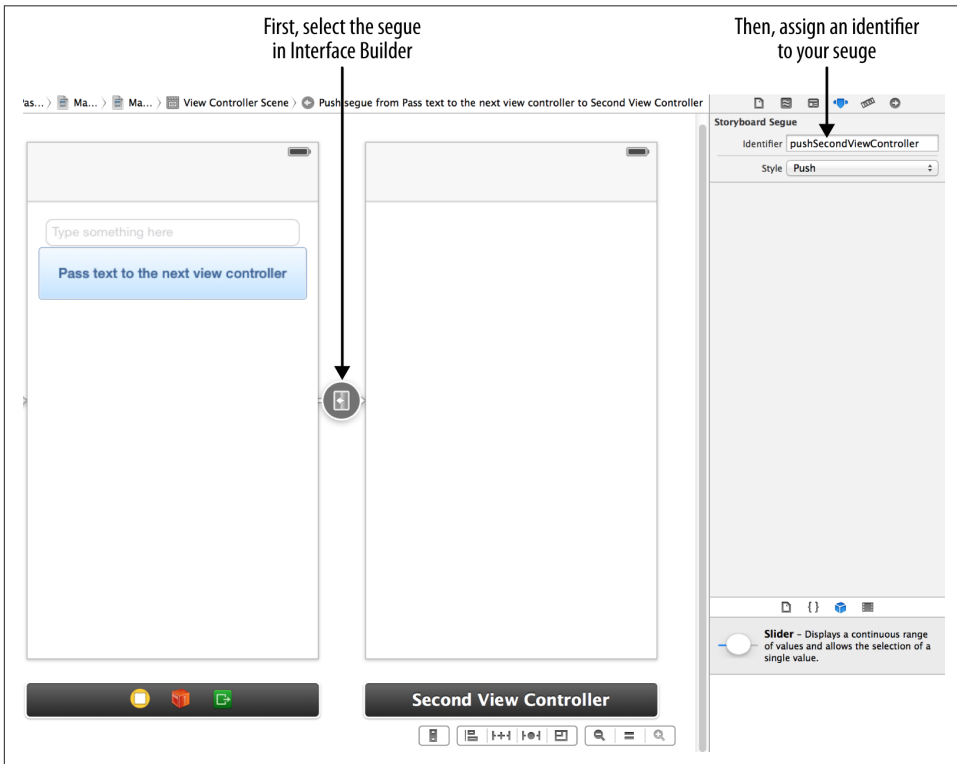 First, select the segue
in Interface Builder
Then, assign an identifier
to your seuge
Pas... Ma... Ma... View Controller Scene Push segue from Pass text to the next view controller to Second View Controller
Storyboard Segue
Identifier pushSecondViewController
Style Push
Type something here
Pass text to the next view controller
{ }
Slider – Displays a continuous range
of values and allows the selection of a
single value.
Second View Controller